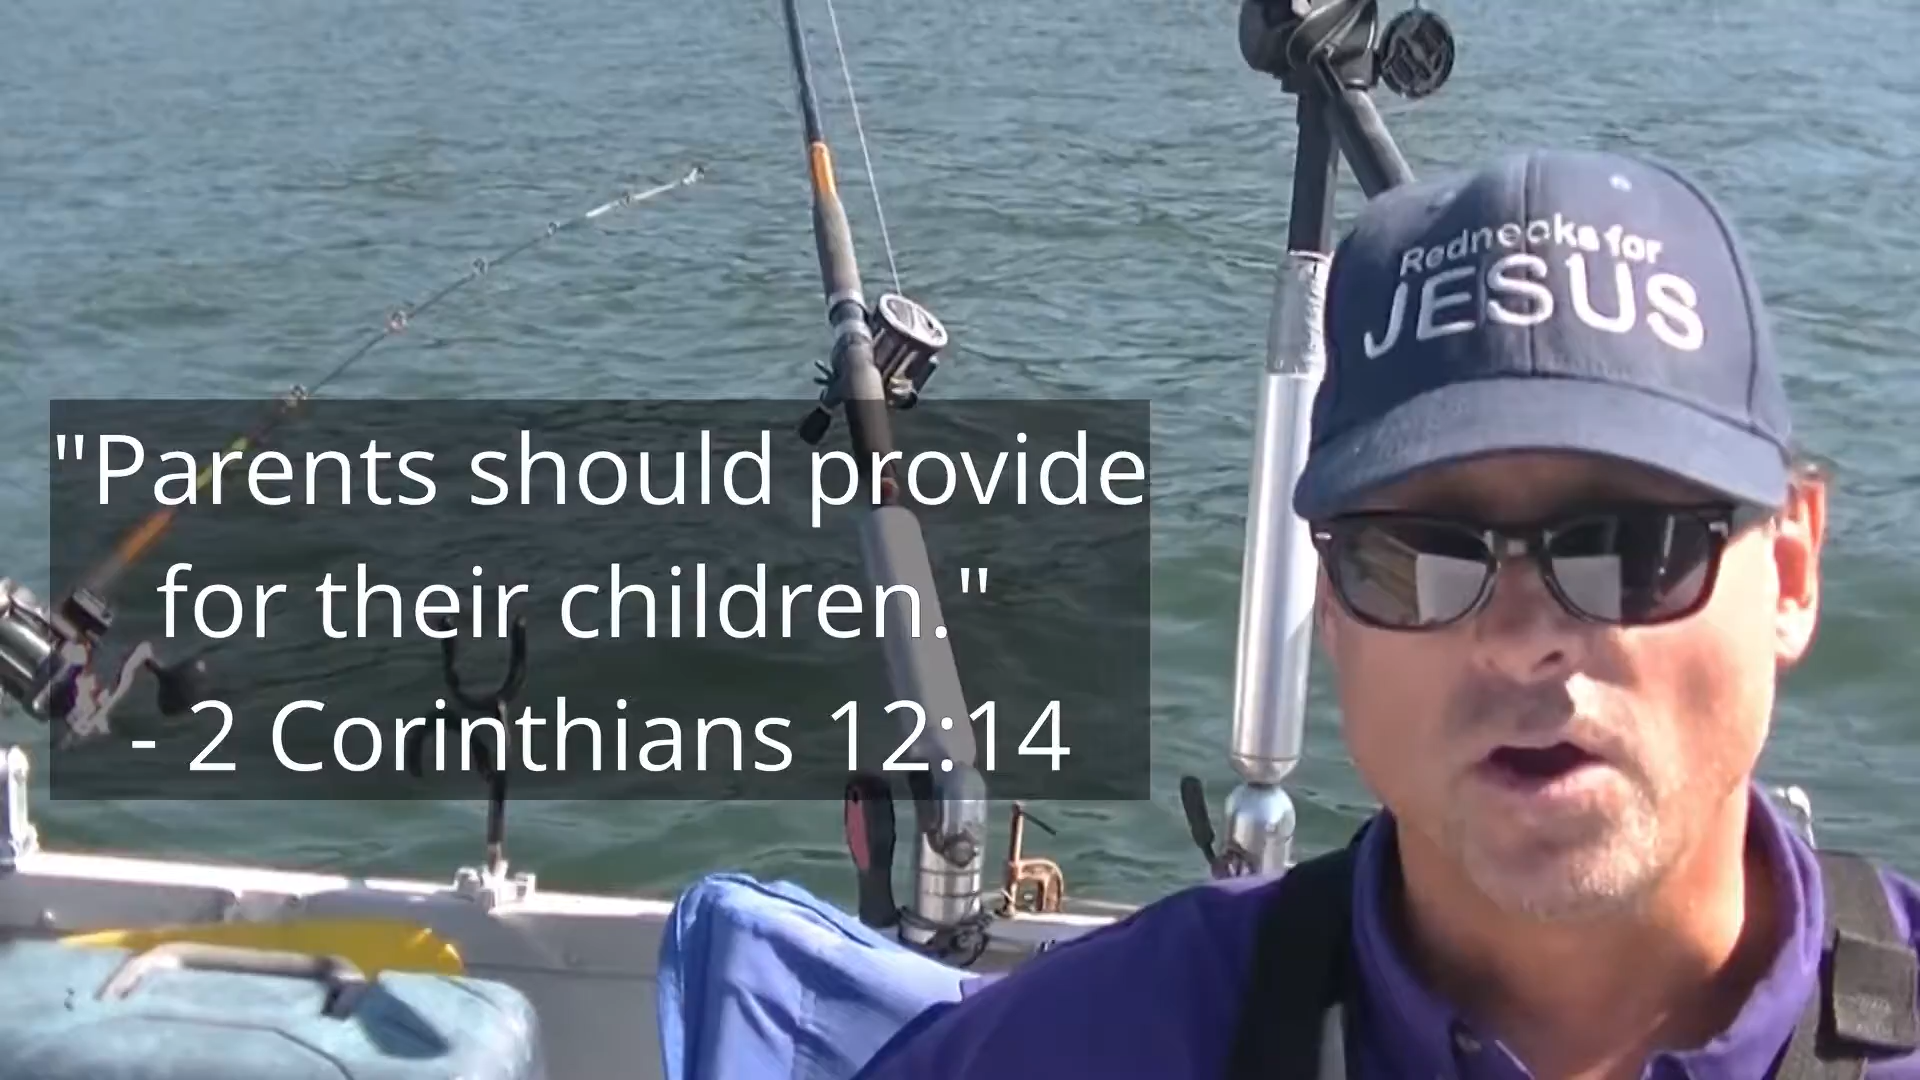 Rednecks for
JESUS
"Parents should provide
for their children."
- 2 Corinthians 12:14